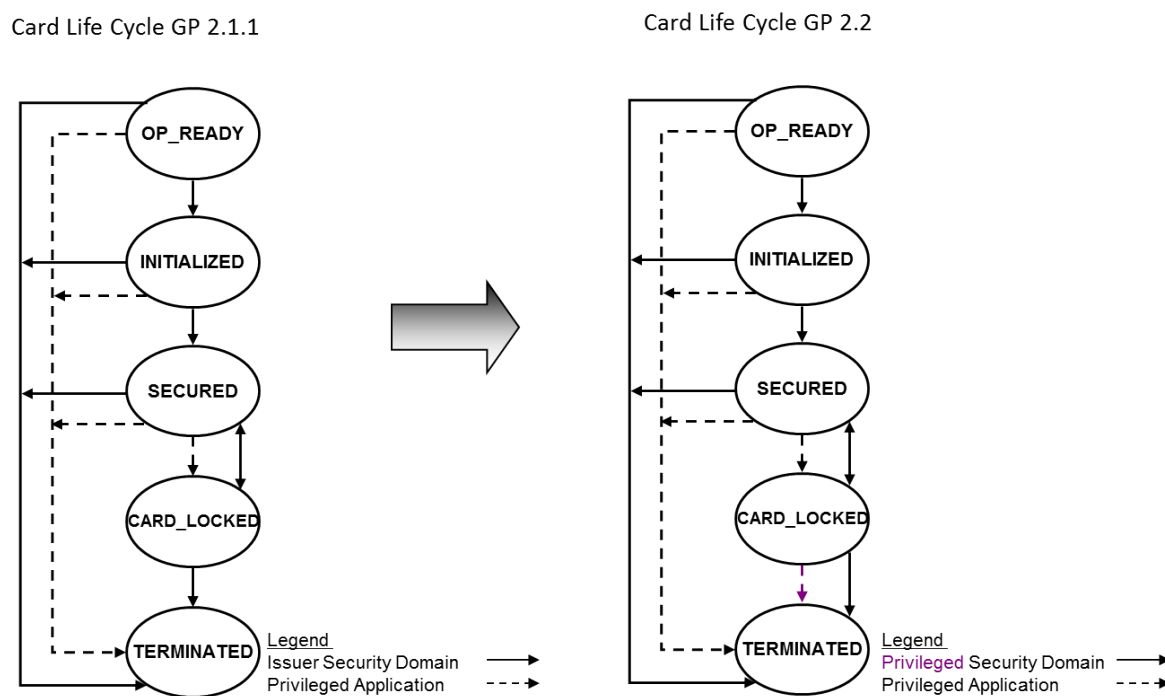 Card Life Cycle GP 2.1.1
OP_READY
INITIALIZED
SECURED
CARD_LOCKED
TERMINATED
Legend
Issuer Security Domain
Privileged Application
Card Life Cycle GP 2.2
OP_READY
INITIALIZED
SECURED
CARD_LOCKED
TERMINATED
Legend
Privileged Security Domain
Privileged Application